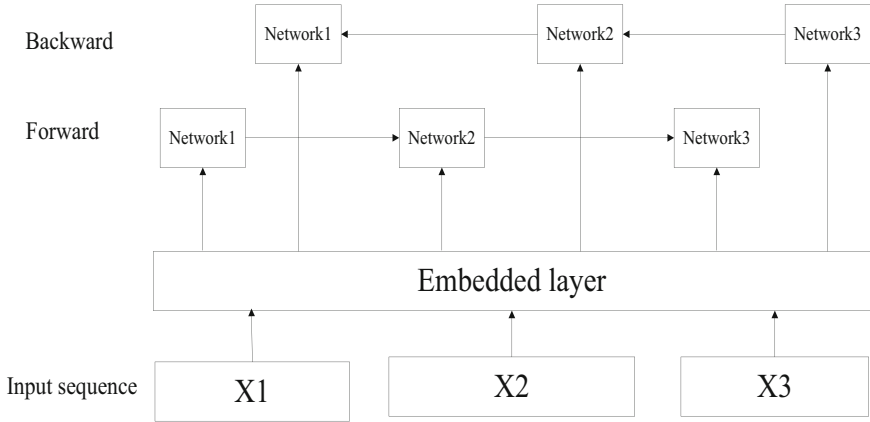 Backward
Network1
Network2
Network3
Forward
Network1
Network2
Network3
Embedded layer
Input sequence
X1
X2
X3